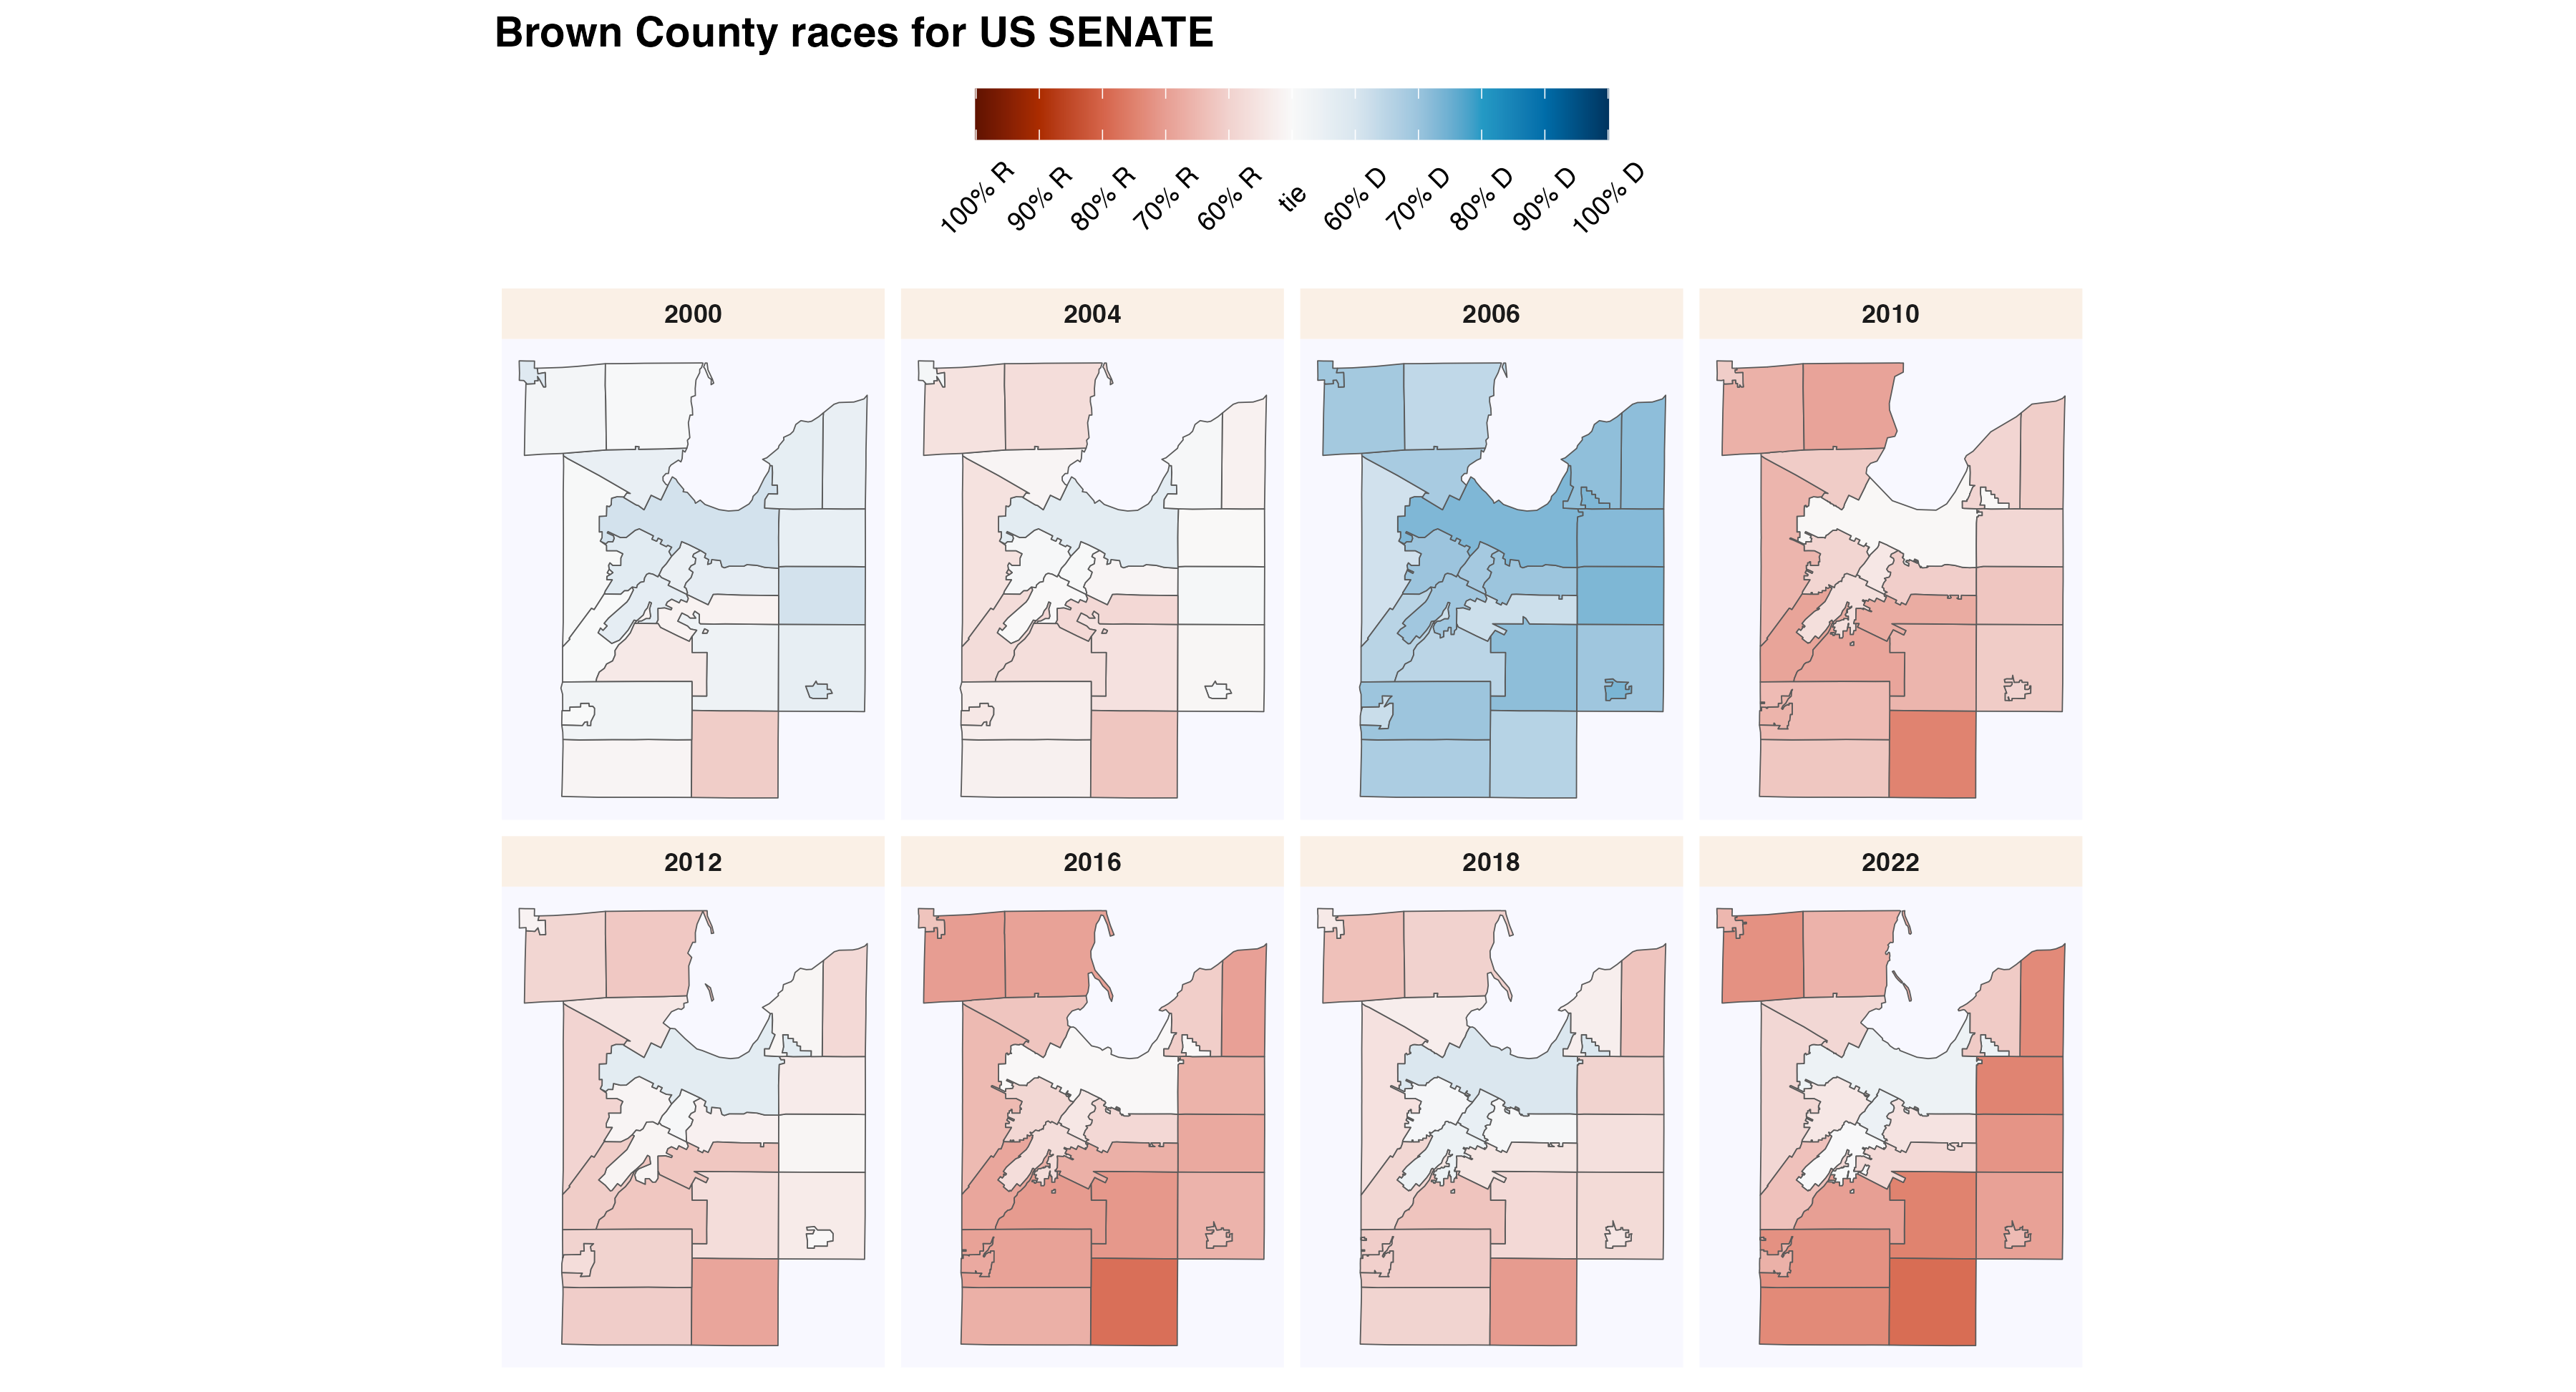 Brown County races for US SENATE
100% R
90% R
80% R
70% R
60% R
tie
60% D
70% D
80% D
90% D
100% D
2000
2004
2006
2010
2012
2016
2018
2022